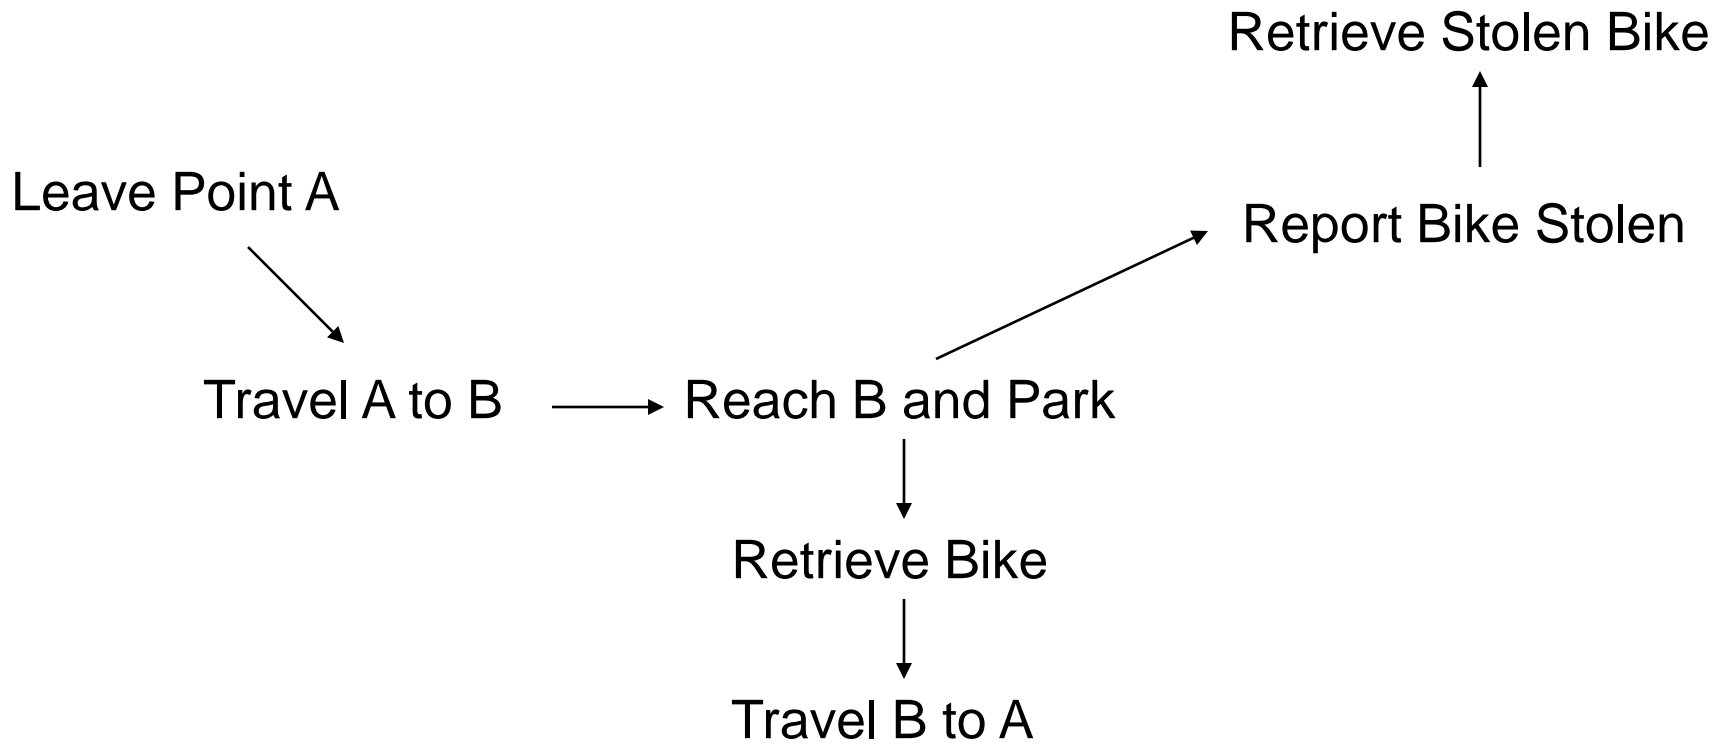 Retrieve Stolen Bike
Leave Point A
Report Bike Stolen
Travel A to B
Reach B and Park
Retrieve Bike
Travel B to A